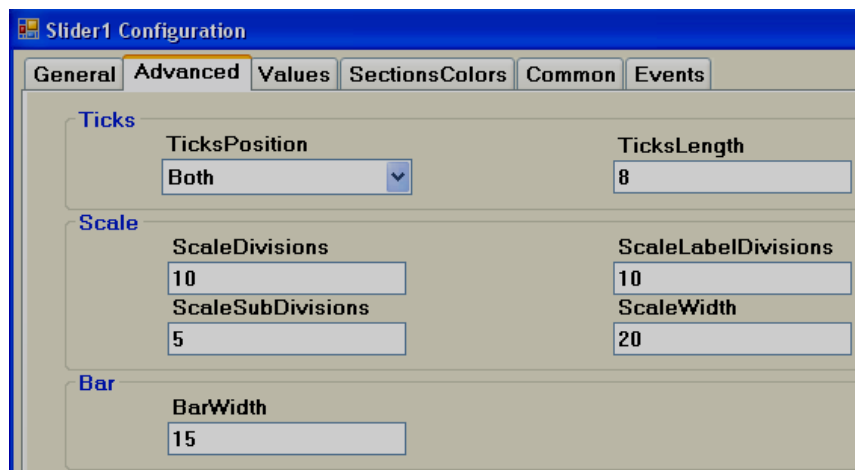 Slider1 Configuration
General Advanced Values SectionsColors Common Events
Ticks
TicksPosition TicksLength
Both 8
Scale
ScaleDivisions ScaleLabelDivisions
10 10
ScaleSubDivisions ScaleWidth
5 20
Bar
BarWidth
15